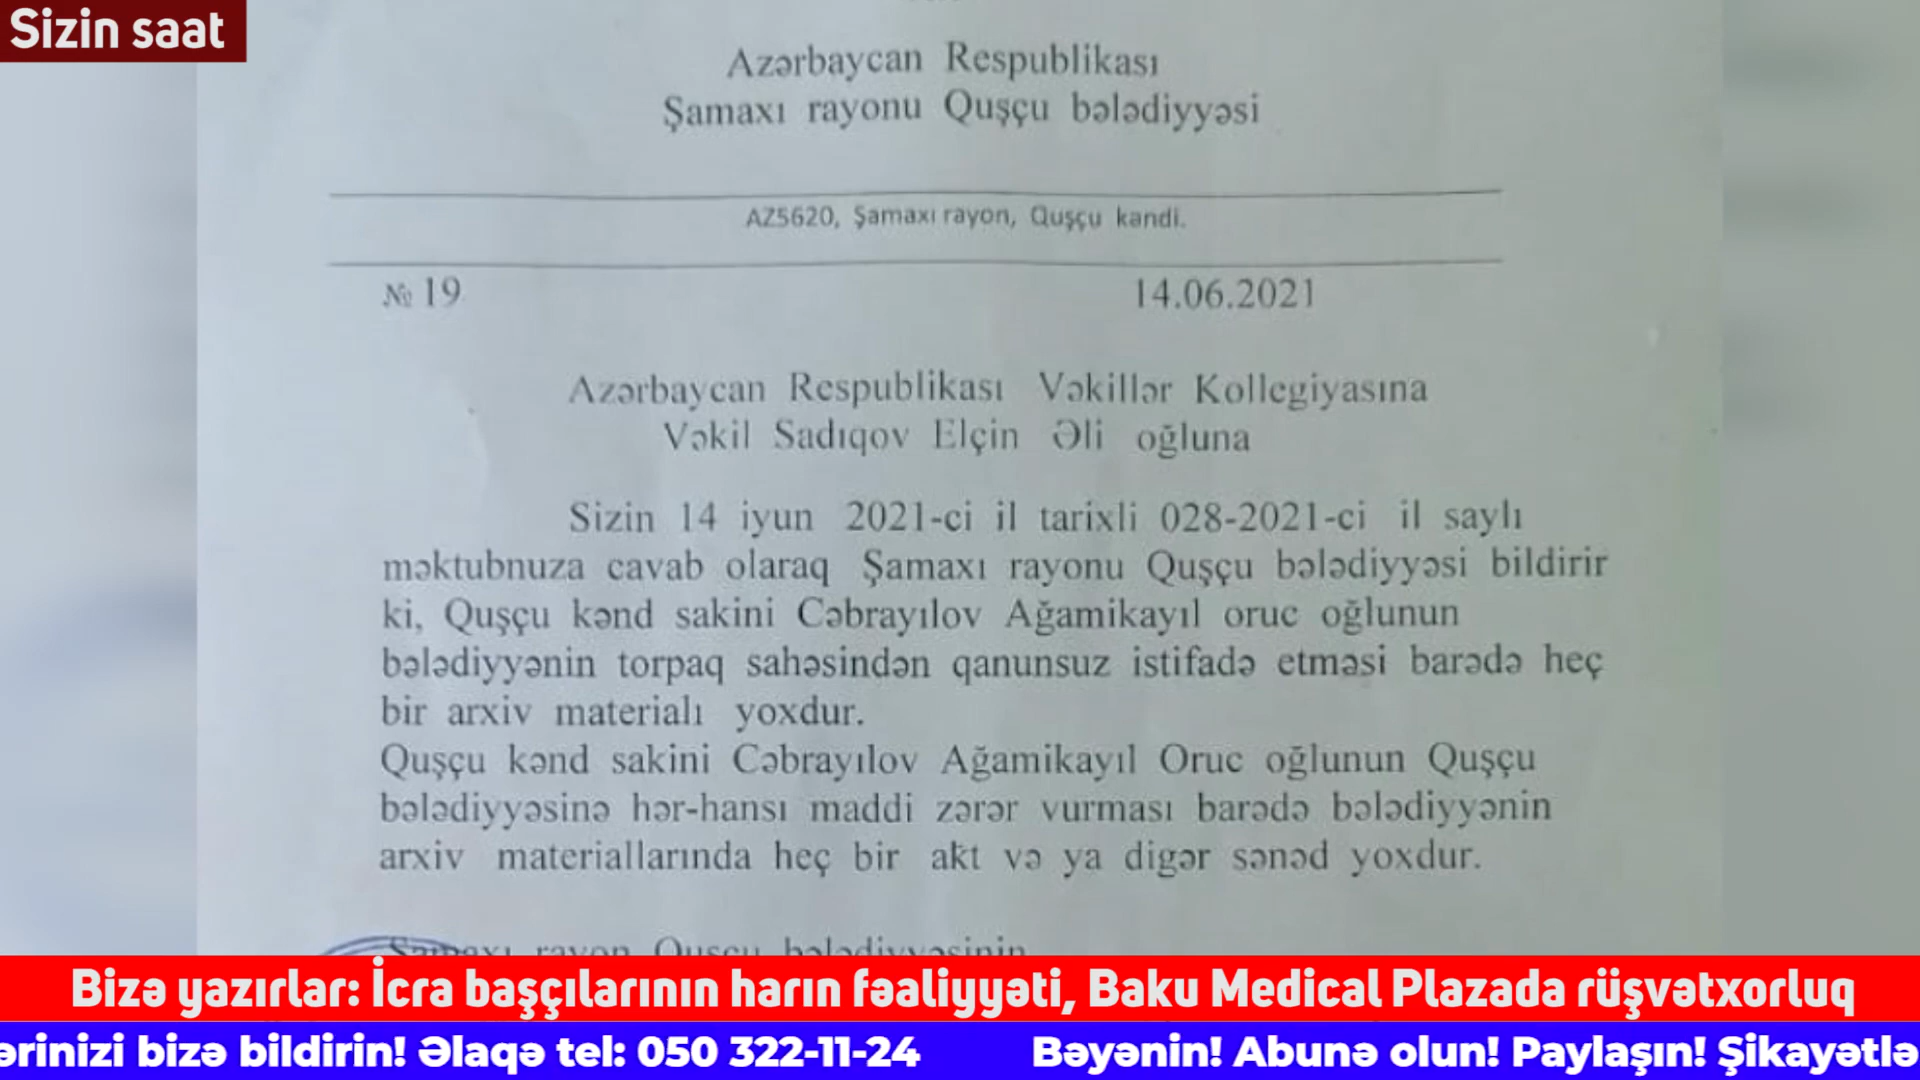 Sizin saat
Azərbaycan Respublikası
Şamaxı rayonu Quşçu bələdiyyəsi
AZ5620, Şamaxı rayon, Quşçu kəndi.
№ 19 14.06.2021
Azərbaycan Respublikası Vəkillər Kollegiyasına
Vəkil Sadıqov Elçin Əli oğluna
Sizin 14 iyun 2021-ci il tarixli 028-2021-ci il saylı
məktubnuza cavab olaraq Şamaxı rayonu Quşçu bələdiyyəsi bildirir
ki, Quşçu kənd sakini Cəbrayılov Ağamikayıl oruc oğlunun
bələdiyyənin torpaq sahəsindən qanunsuz istifadə etməsi barədə heç
bir arxiv materialı yoxdur.
Quşçu kənd sakini Cəbrayılov Ağamikayıl Oruc oğlunun Quşçu
bələdiyyəsinə hər-hansı maddi zərər vurması barədə bələdiyyənin
arxiv materiallarında heç bir akt və ya digər sənəd yoxdur.
Şamaxı rayon Quşçu bələdiyyəsinin
Bizə yazırlar: İcra başçılarının harın fəaliyyəti, Baku Medical Plazada rüşvətxorluq
ərinizi bizə bildirin! Əlaqə tel: 050 322-11-24 Bəyənin! Abunə olun! Paylaşın! Şikayətlə